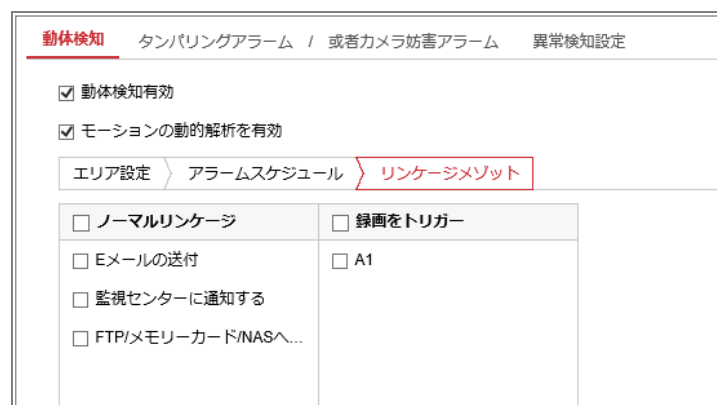 動体検知 タンパリングアラーム / 或者カメラ妨害アラーム 異常検知設定
動体検知有効
モーションの動的解析を有効
エリア設定 アラームスケジュール リンケージメゾット
ノーマルリンケージ 録画をトリガー
Eメールの送付 A1
監視センターに通知する
FTP/メモリーカード/NASへ...